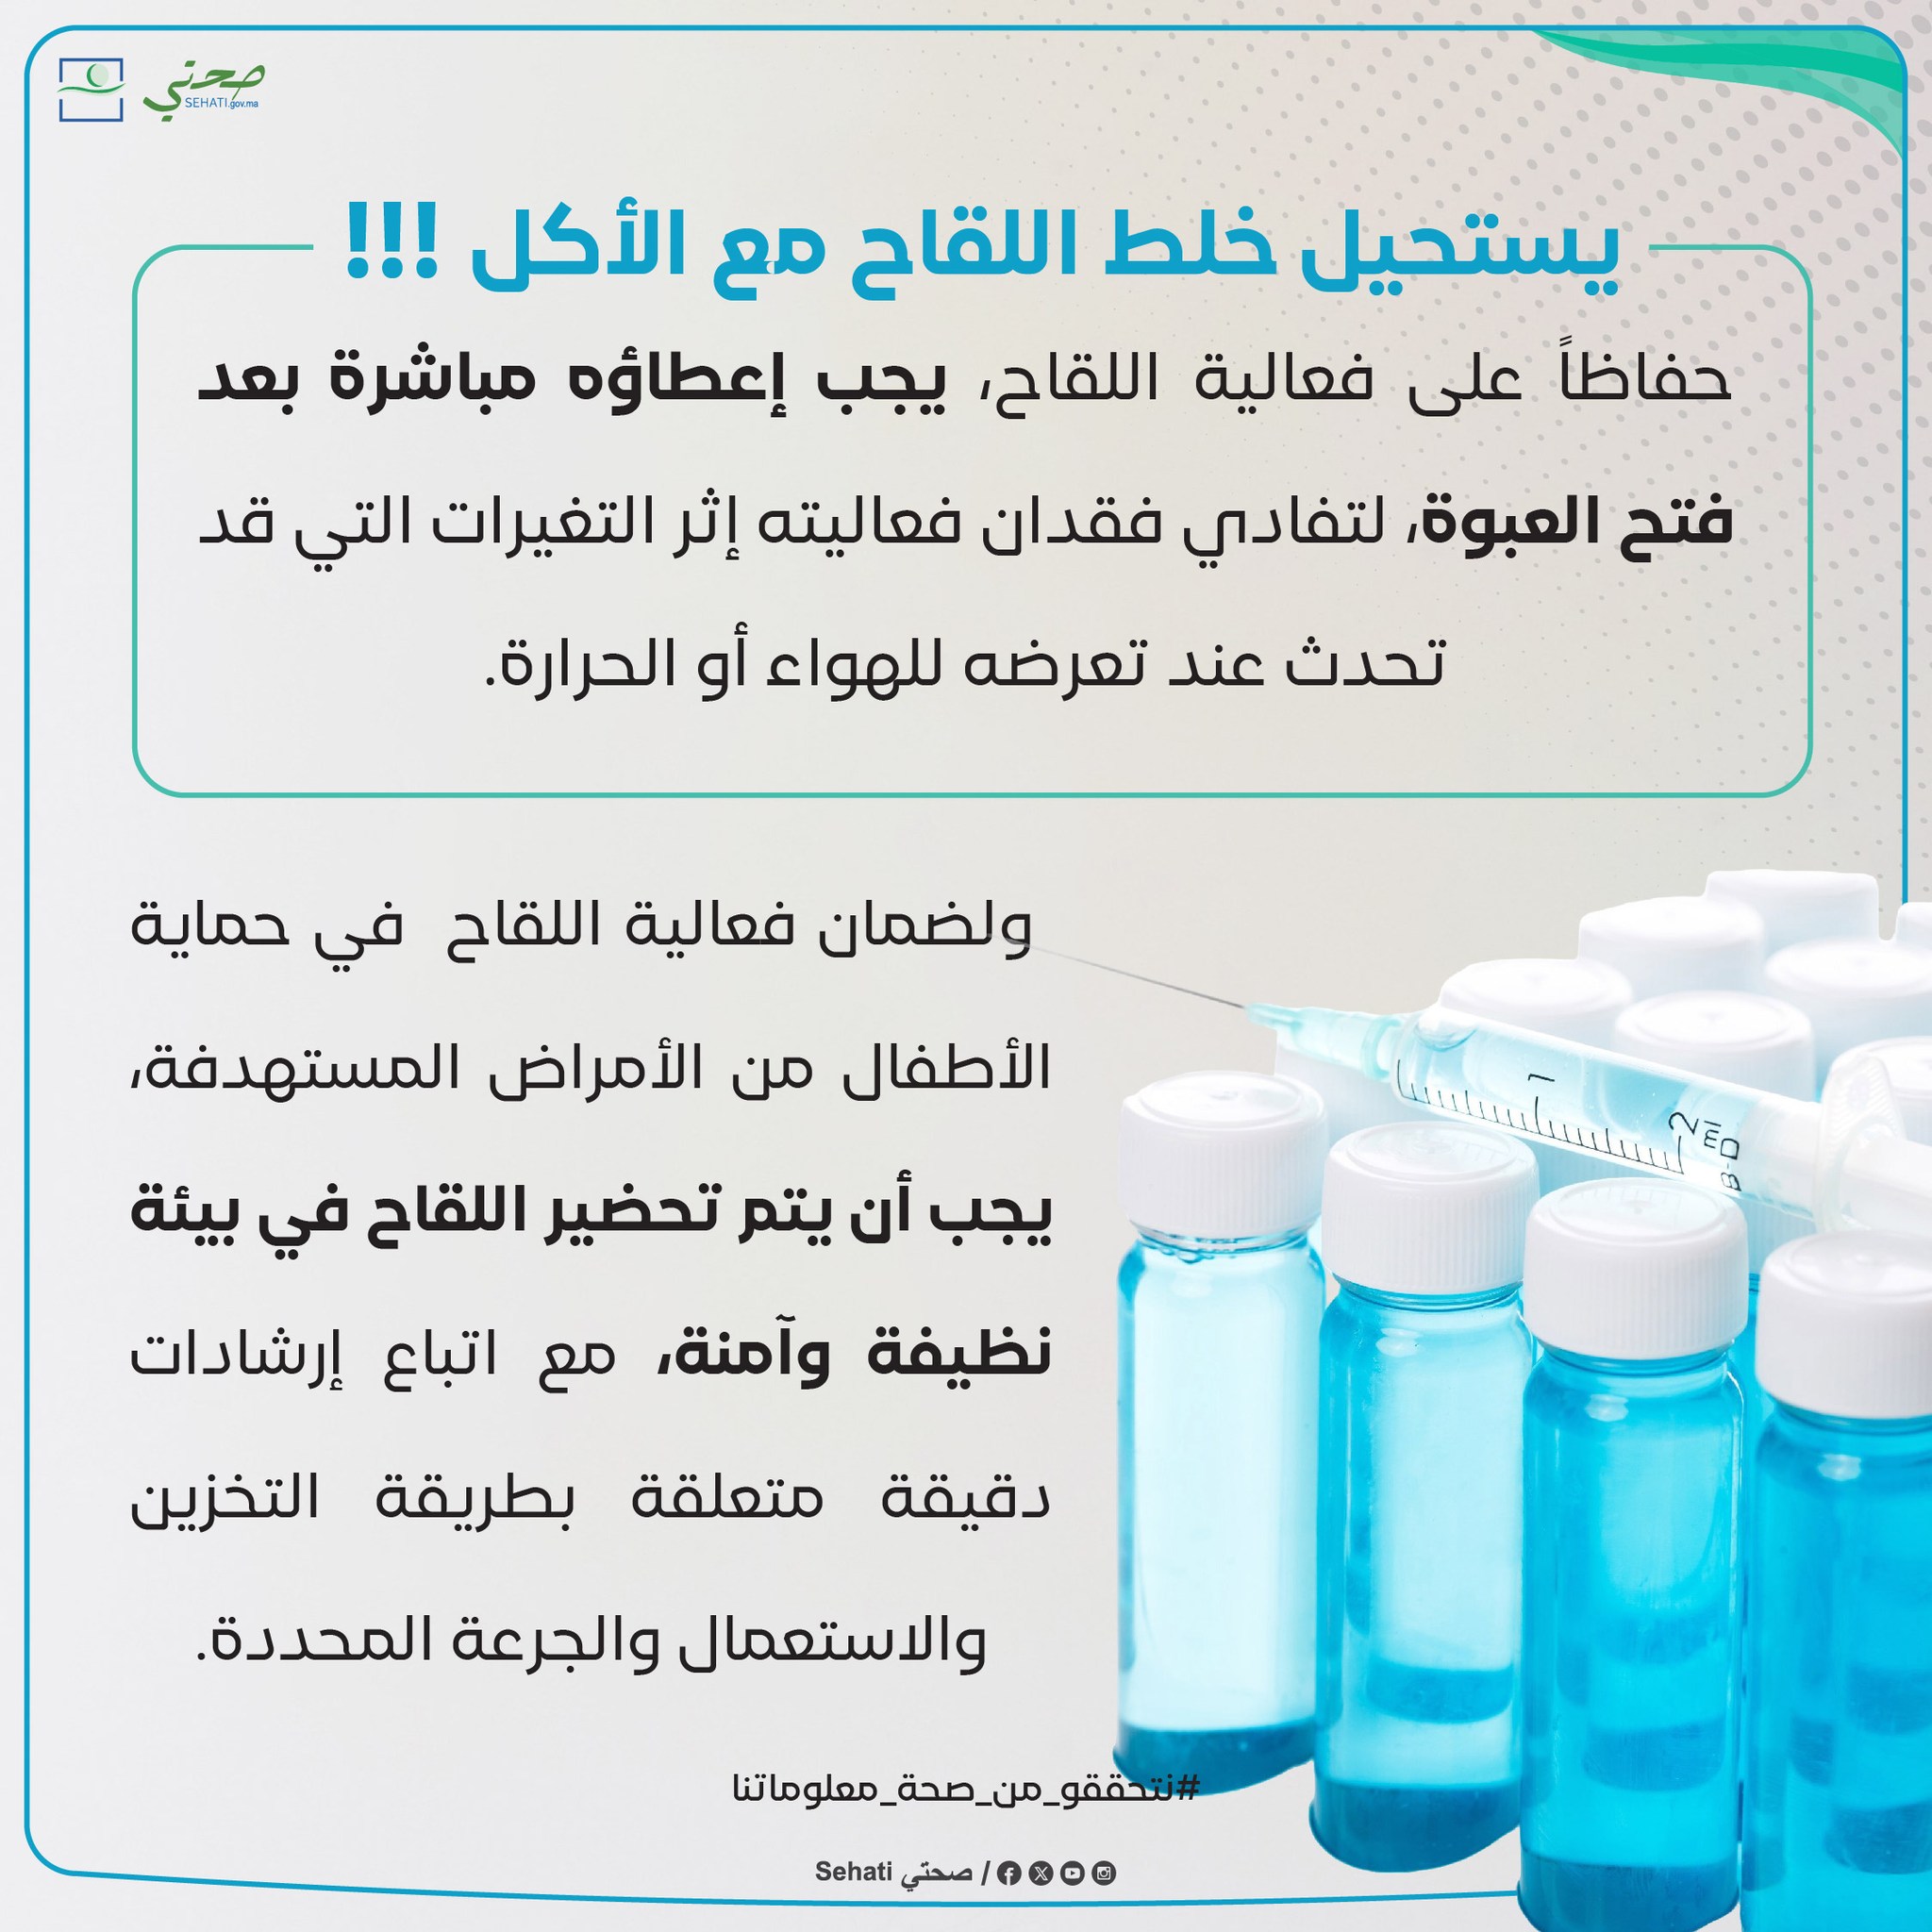 صحتي
SEHATI.gov.ma
يستحيل خلط اللقاح مع الأكل !!!
حفاظاً على فعالية اللقاح، يجب إعطاؤه مباشرة بعد
فتح العبوة، لتفادي فقدان فعاليته إثر التغيرات التي قد
تحدث عند تعرضه للهواء أو الحرارة.
ولضمان فعالية اللقاح في حماية
الأطفال من الأمراض المستهدفة،
يجب أن يتم تحضير اللقاح في بيئة
نظيفة وآمنة، مع اتباع إرشادات
دقيقة متعلقة بطريقة التخزين
والاستعمال والجرعة المحددة.
1
2 ml
B-D
#نتحققو_من_صحة_معلوماتنا
Sehati صحتي /